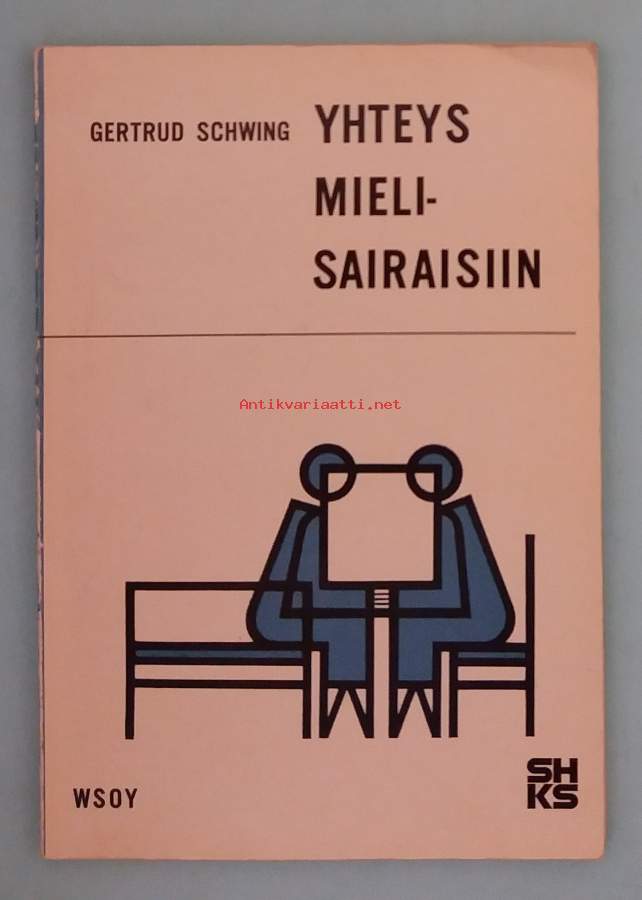 GERTRUD SCHWING
YHTEYS
MIELI-
SAIRAISIIN
Antikvariaatti.net
WSOY
SH
KS